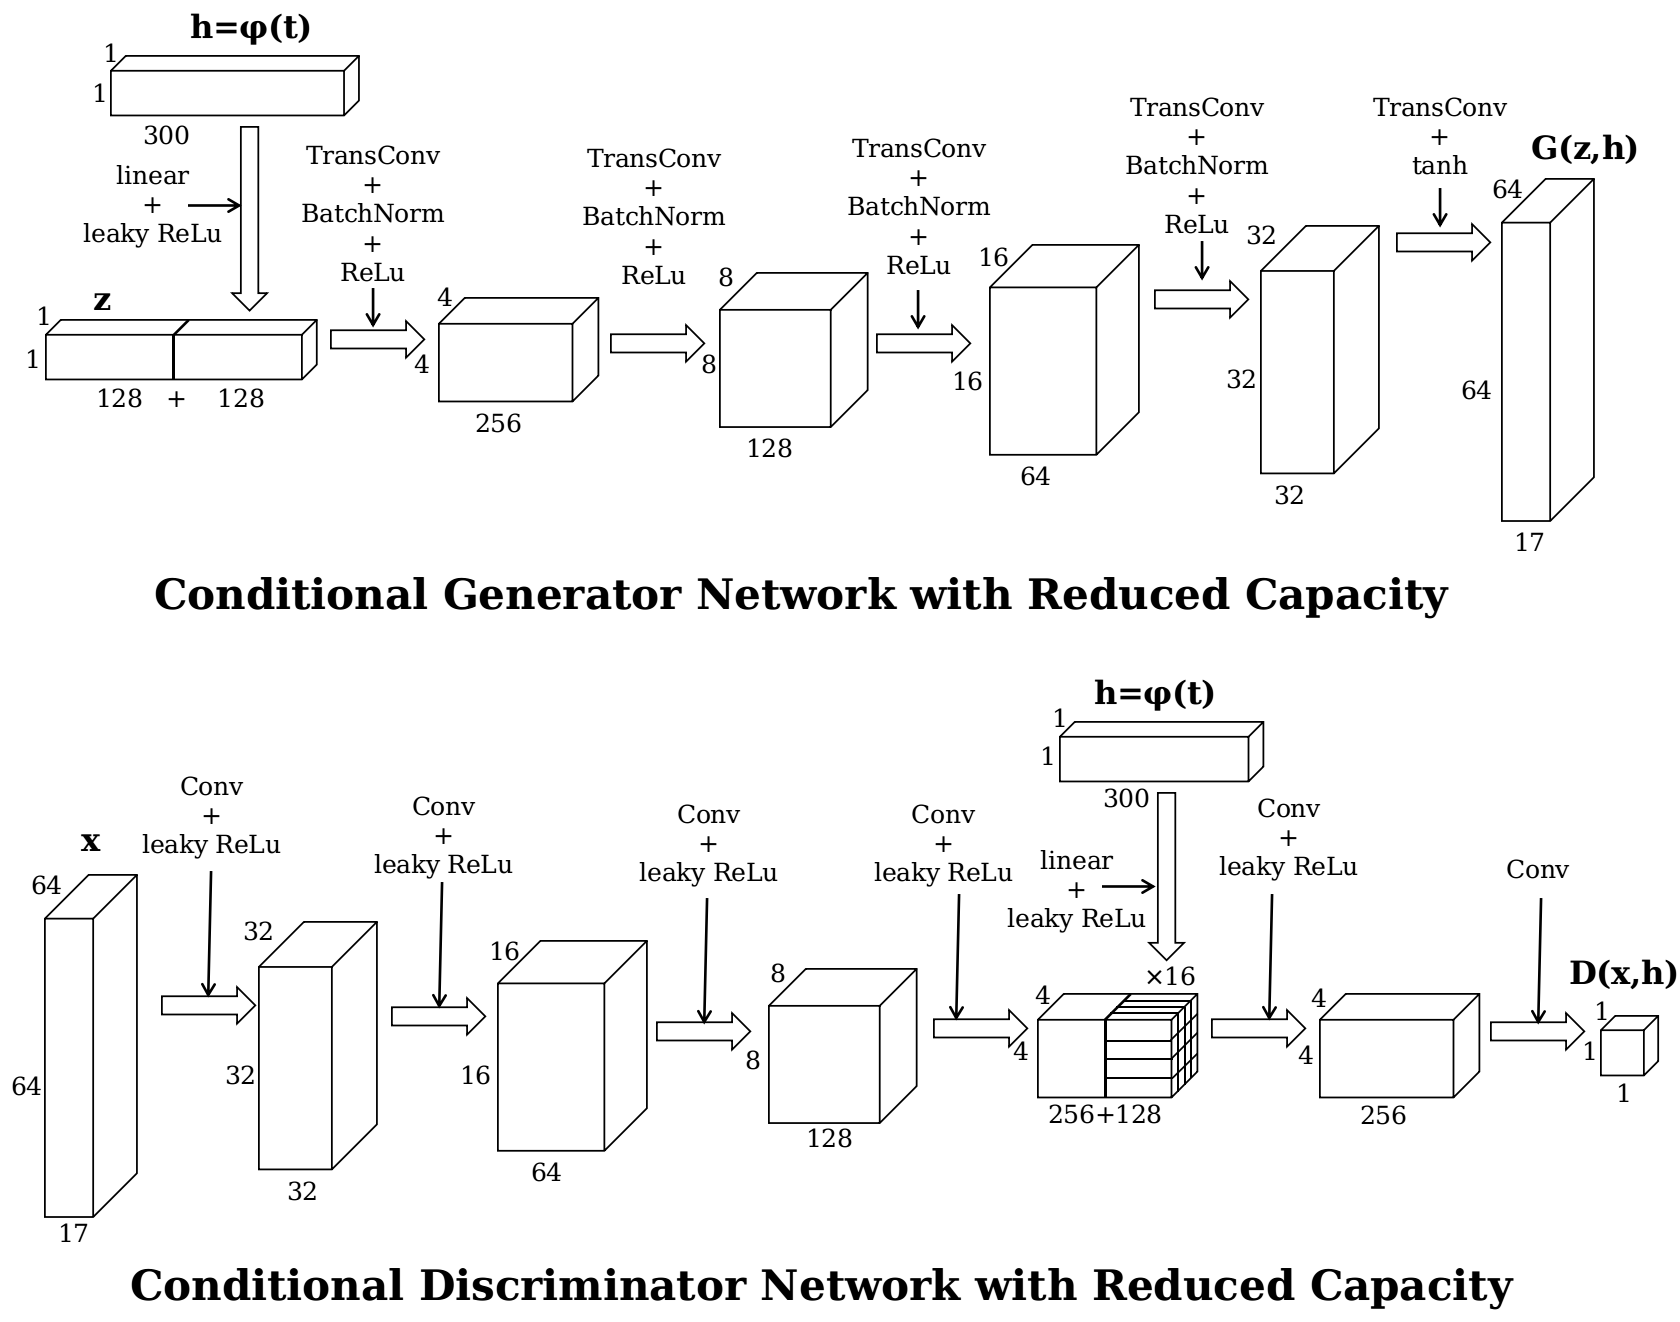 h=φ(t)
1
1
300
linear
+
leaky ReLu
z
1
1
128 + 128
TransConv
+
BatchNorm
+
ReLu
4
4
256
TransConv
+
BatchNorm
+
ReLu
8
8
128
TransConv
+
BatchNorm
+
ReLu
16
16
64
TransConv
+
BatchNorm
+
ReLu
32
32
32
TransConv
+
tanh
G(z,h)
64
64
17
Conditional Generator Network with Reduced Capacity
x
64
64
17
Conv
+
leaky ReLu
32
32
32
Conv
+
leaky ReLu
16
16
64
Conv
+
leaky ReLu
8
8
128
Conv
+
leaky ReLu
h=φ(t)
1
1
300
linear
+
leaky ReLu
×16
4
4
256+128
Conv
+
leaky ReLu
4
4
256
Conv
D(x,h)
1
1
1
Conditional Discriminator Network with Reduced Capacity